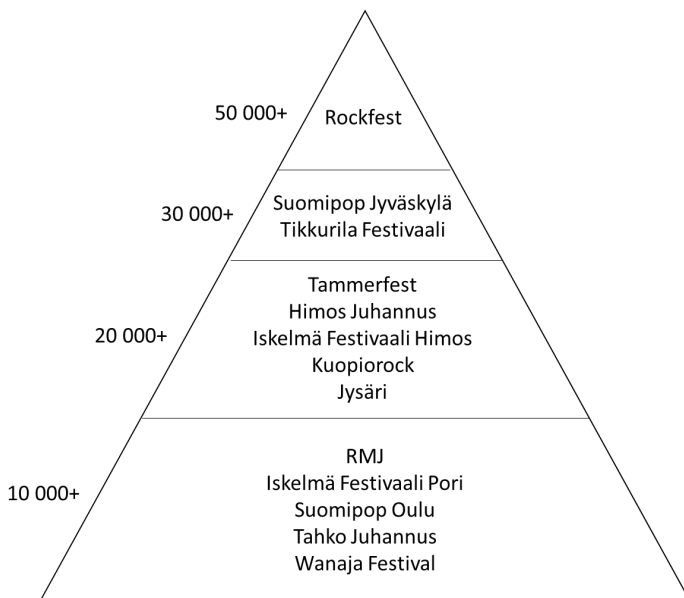 50 000+
Rockfest
30 000+
Suomipop Jyväskylä
Tikkurila Festivaali
20 000+
Tammerfest
Himos Juhannus
Iskelmä Festivaali Himos
Kuopiorock
Jysäri
10 000+
RMJ
Iskelmä Festivaali Pori
Suomipop Oulu
Tahko Juhannus
Wanaja Festival